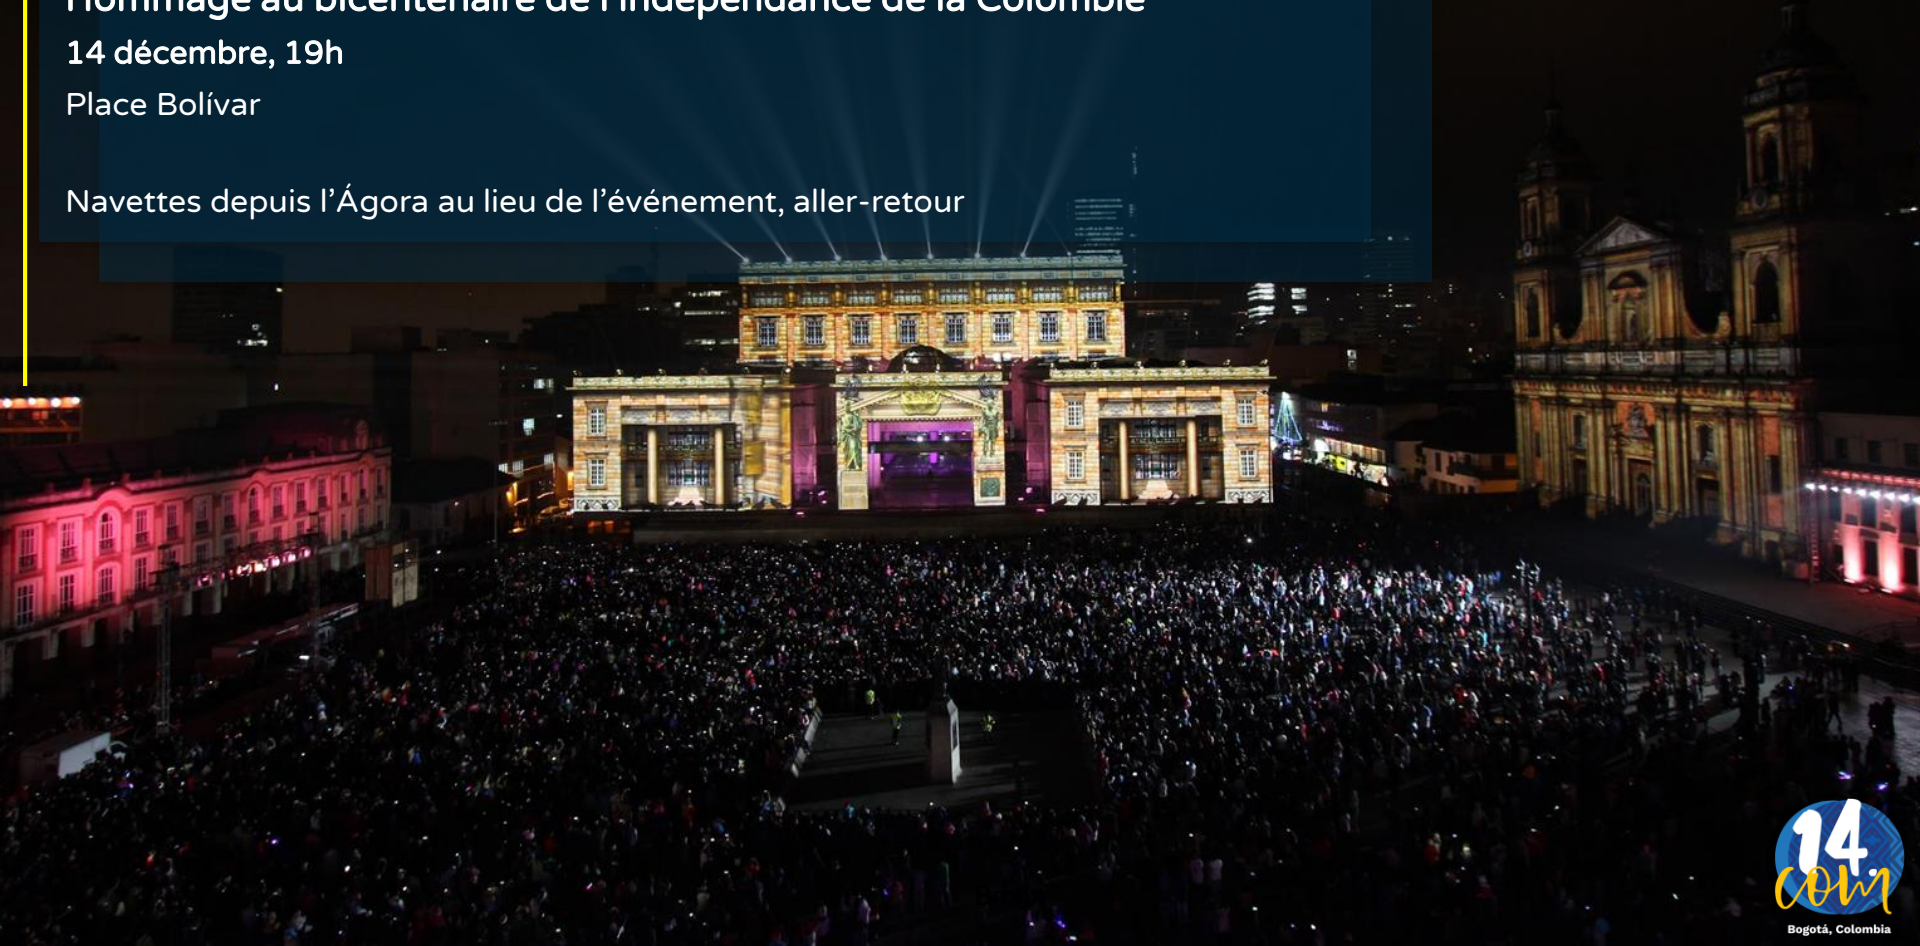 Hommage au bicentenaire de l'indépendance de la Colombie
14 décembre, 19h
Place Bolívar
Navettes depuis l’Ágora au lieu de l’événement, aller-retour
14.
com
Bogotá, Colombia